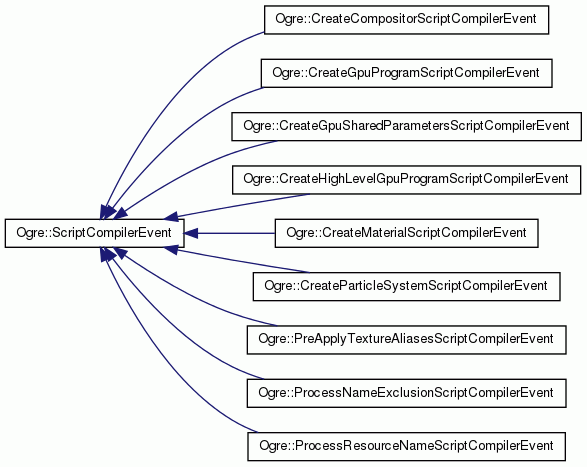 Ogre::CreateCompositorScriptCompilerEvent
Ogre::CreateGpuProgramScriptCompilerEvent
Ogre::CreateGpuSharedParametersScriptCompilerEvent
Ogre::CreateHighLevelGpuProgramScriptCompilerEvent
Ogre::ScriptCompilerEvent
Ogre::CreateMaterialScriptCompilerEvent
Ogre::CreateParticleSystemScriptCompilerEvent
Ogre::PreApplyTextureAliasesScriptCompilerEvent
Ogre::ProcessNameExclusionScriptCompilerEvent
Ogre::ProcessResourceNameScriptCompilerEvent